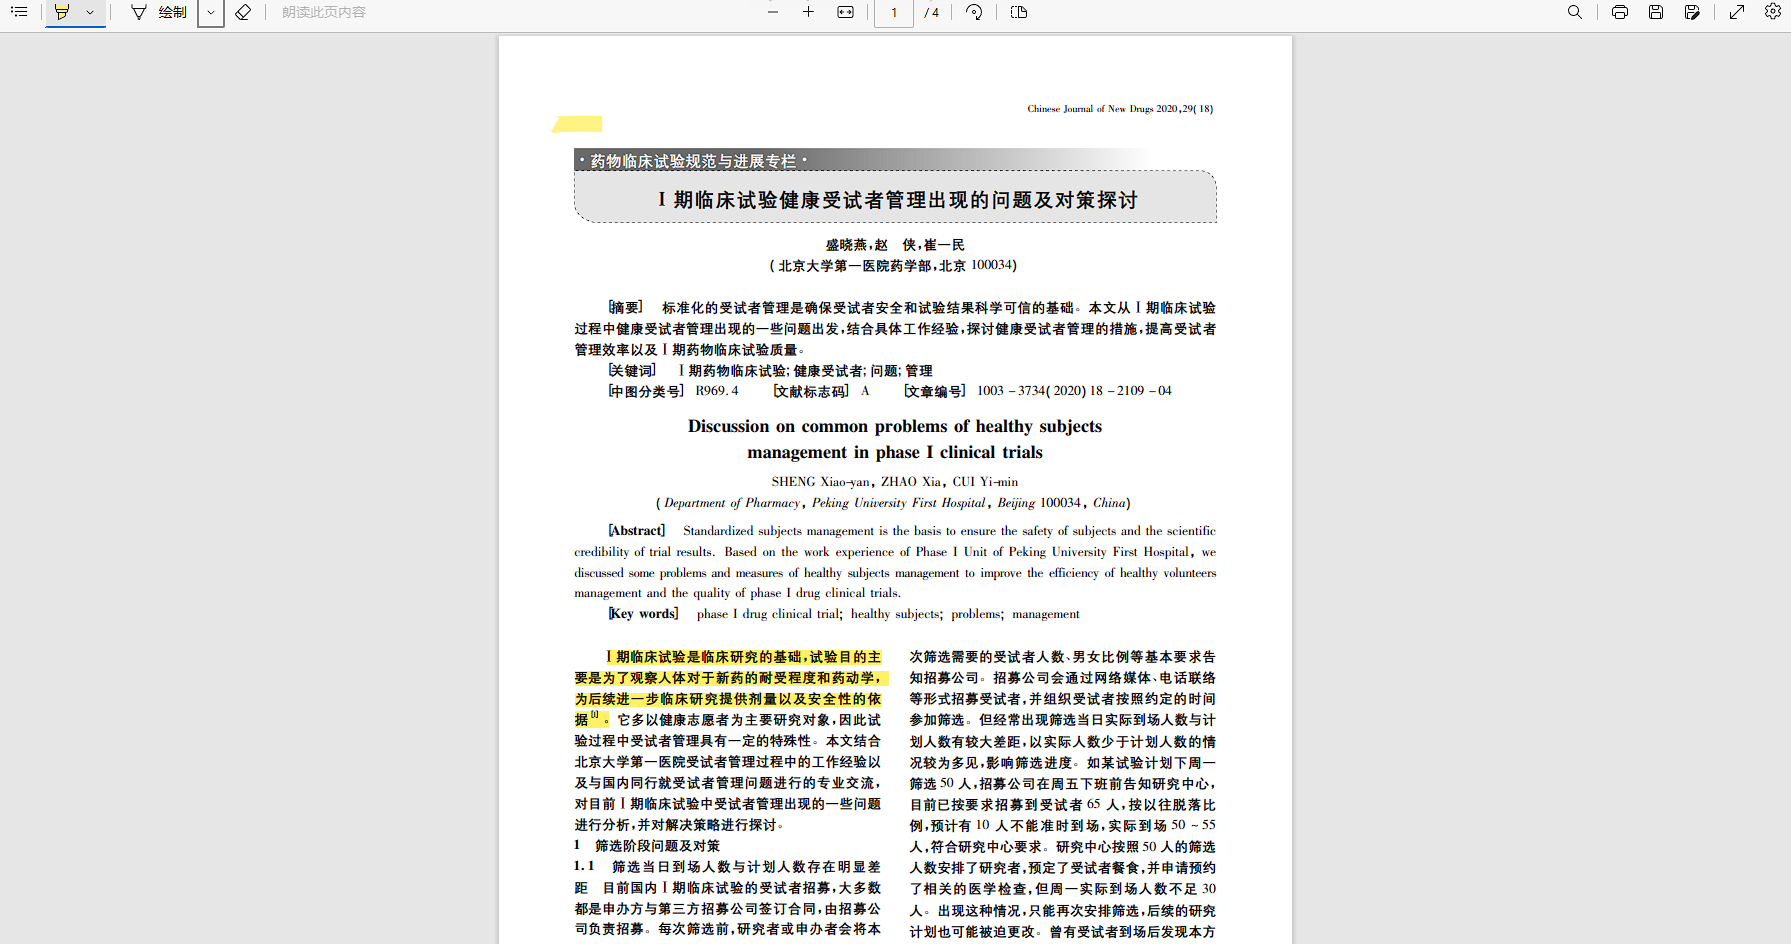 绘制
朗读此页内容
1 / 4
Chinese Journal of New Drugs 2020,29(18)
·药物临床试验规范与进展专栏·
Ⅰ期临床试验健康受试者管理出现的问题及对策探讨
盛晓燕,赵 侠,崔一民
(北京大学第一医院药学部,北京 100034)
[摘要] 标准化的受试者管理是确保受试者安全和试验结果科学可信的基础。本文从Ⅰ期临床试验
过程中健康受试者管理出现的一些问题出发,结合具体工作经验,探讨健康受试者管理的措施,提高受试者
管理效率以及Ⅰ期药物临床试验质量。
[关键词] Ⅰ期药物临床试验; 健康受试者; 问题; 管理
[中图分类号] R969.4 [文献标志码] A [文章编号] 1003-3734(2020)18-2109-04
Discussion on common problems of healthy subjects
management in phase I clinical trials
SHENG Xiao-yan, ZHAO Xia, CUI Yi-min
(Department of Pharmacy, Peking University First Hospital, Beijing 100034, China)
[Abstract] Standardized subjects management is the basis to ensure the safety of subjects and the scientific
credibility of trial results. Based on the work experience of Phase I Unit of Peking University First Hospital, we
discussed some problems and measures of healthy subjects management to improve the efficiency of healthy volunteers
management and the quality of phase I drug clinical trials.
[Key words] phase I drug clinical trial; healthy subjects; problems; management
Ⅰ期临床试验是临床研究的基础,试验目的主
要是为了观察人体对于新药的耐受程度和药动学,
为后续进一步临床研究提供剂量以及安全性的依
据[1]。它多以健康志愿者为主要研究对象,因此试
验过程中受试者管理具有一定的特殊性。本文结合
北京大学第一医院受试者管理过程中的工作经验以
及与国内同行就受试者管理问题进行的专业交流,
对目前Ⅰ期临床试验中受试者管理出现的一些问题
进行分析,并对解决策略进行探讨。
1 筛选阶段问题及对策
1.1 筛选当日到场人数与计划人数存在明显差
距 目前国内Ⅰ期临床试验的受试者招募,大多数
都是申办方与第三方招募公司签订合同,由招募公
司负责招募。每次筛选前,研究者或申办者会将本
次筛选需要的受试者人数、男女比例等基本要求告
知招募公司。招募公司会通过网络媒体、电话联络
等形式招募受试者,并组织受试者按照约定的时间
参加筛选。但经常出现筛选当日实际到场人数与计
划人数有较大差距,以实际人数少于计划人数的情
况较为多见,影响筛选进度。如某试验计划下周一
筛选 50 人,招募公司在周五下班前告知研究中心,
目前已按要求招募到受试者 65 人,按以往脱落比
例,预计有 10 人不能准时到场,实际到场 50 ~ 55
人,符合研究中心要求。研究中心按照 50 人的筛选
人数安排了研究者,预定了受试者餐食,并申请预约
了相关的医学检查,但周一实际到场人数不足 30
人。出现这种情况,只能再次安排筛选,后续的研究
计划也可能被迫更改。曾有受试者到场后发现本方